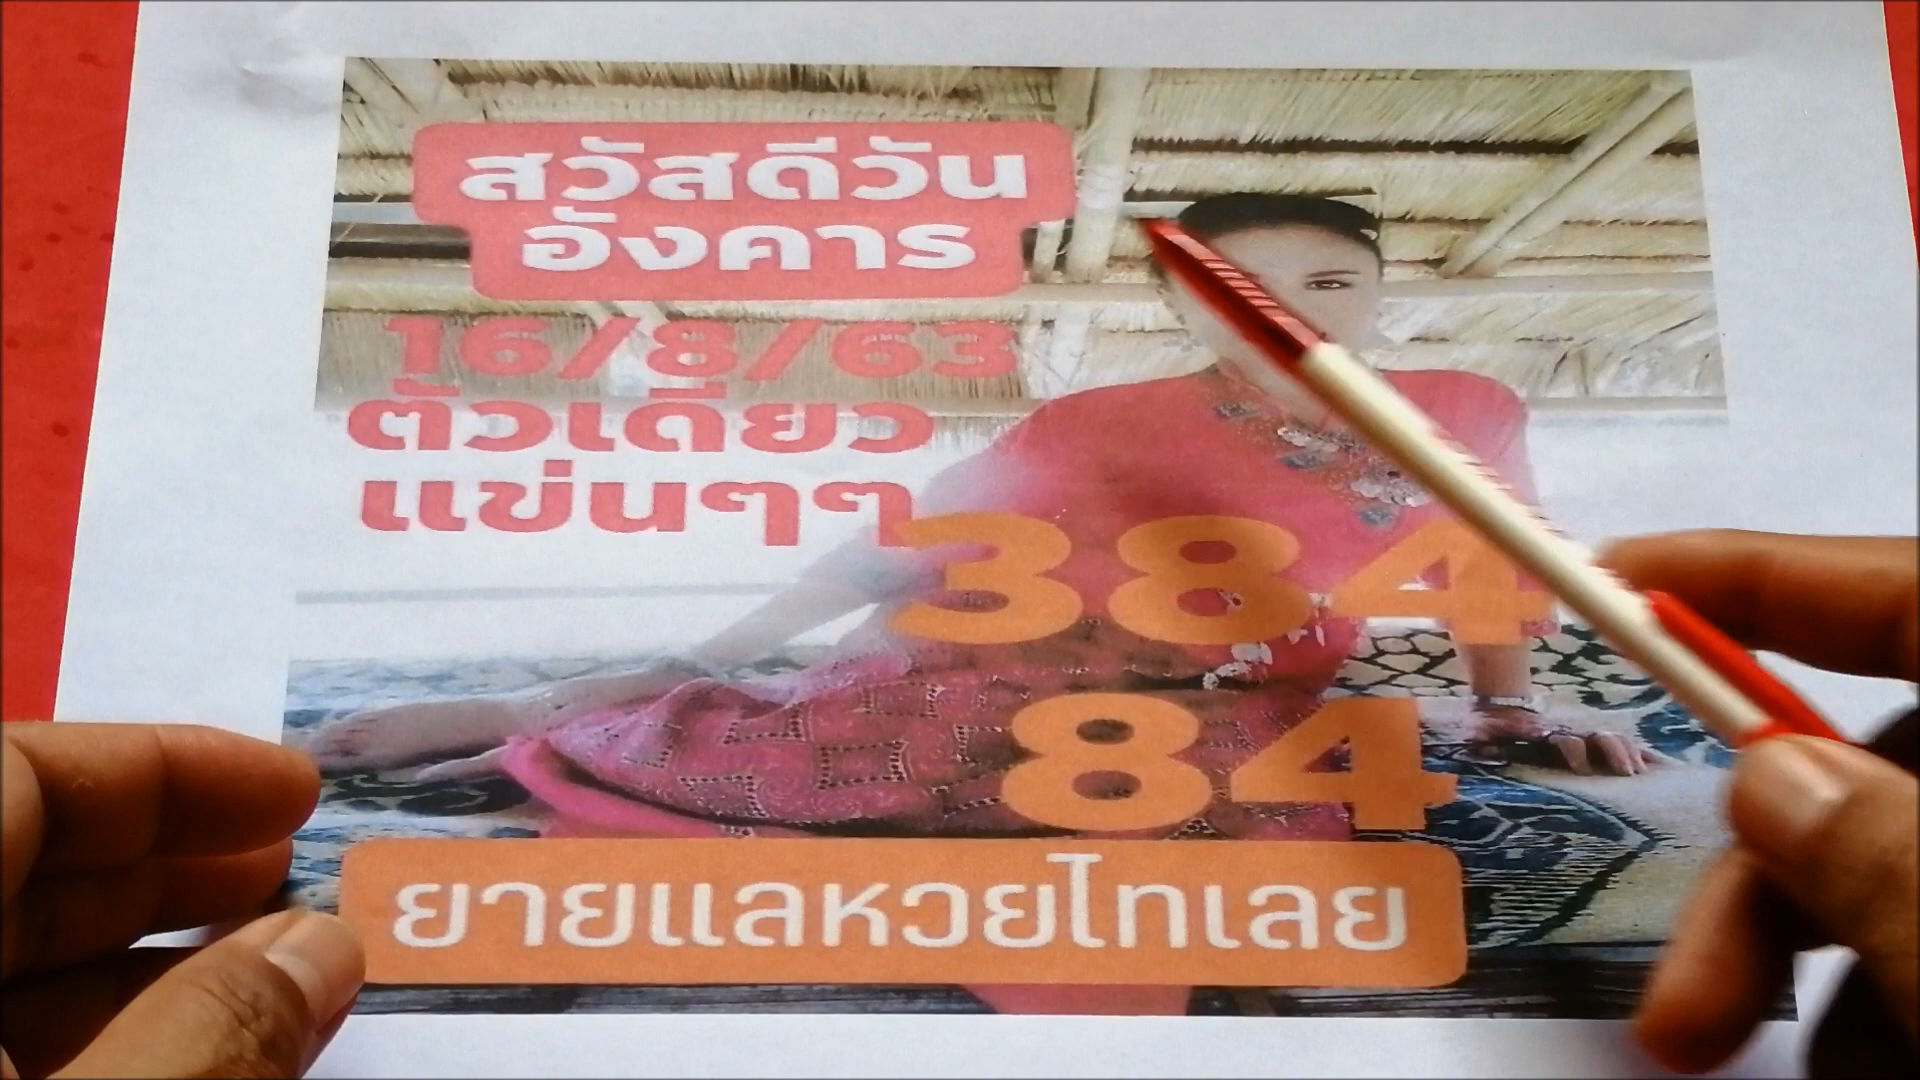 สวัสดีวัน
อังคาร
16/8/63
ตัวเดียว
แข่นๆๆ
384
84
ยายแลหวยไทเลย